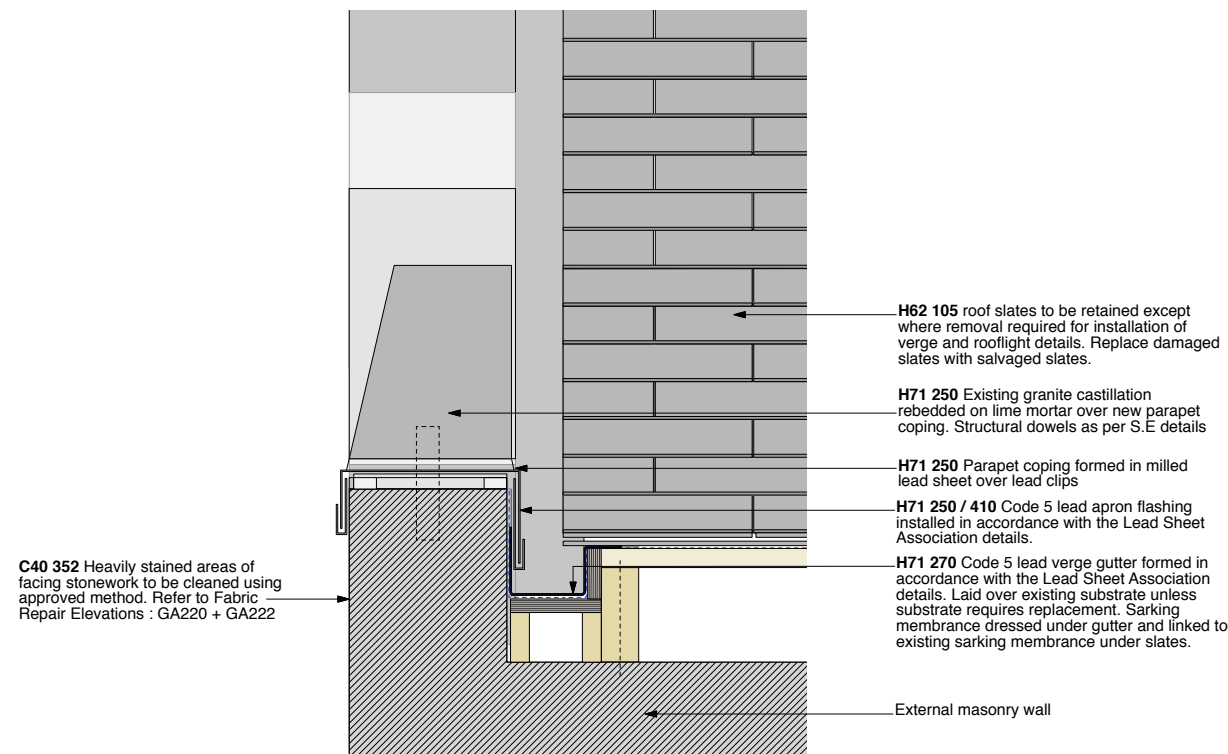 H62 105 roof slates to be retained except
where removal required for installation of
verge and rooflight details. Replace damaged
slates with salvaged slates.
H71 250 Existing granite castillation
rebedded on lime mortar over new parapet
coping. Structural dowels as per S.E details
H71 250 Parapet coping formed in milled
lead sheet over lead clips
H71 250 / 410 Code 5 lead apron flashing
installed in accordance with the Lead Sheet
Association details.
H71 270 Code 5 lead verge gutter formed in
accordance with the Lead Sheet Association
details. Laid over existing substrate unless
substrate requires replacement. Sarking
membrane dressed under gutter and linked to
existing sarking membrance under slates.
C40 352 Heavily stained areas of
facing stonework to be cleaned using
approved method. Refer to Fabric
Repair Elevations : GA220 + GA222
External masonry wall